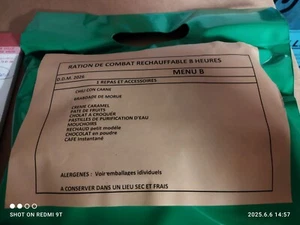 RATION DE COMBAT RECHAUFFABLE 8 HEURES
D.D.M. 2026 MENU B
1 REPAS ET ACCESSOIRES
CHILI CON CARNE
BRANDADE DE MORUE
CREME CARAMEL
PATE DE FRUITS
CHOLAT A CROQUER
PASTILLES DE PURIFICATION D'EAU
MOUCHOIRS
RECHAUD petit modèle
CHOCOLAT en poudre
CAFE instantané
ALERGENES : Voir emballages idividuels
A CONSERVER DANS UN LIEU SEC ET FRAIS
SHOT ON REDMI 9T
2025.6.6 14:57